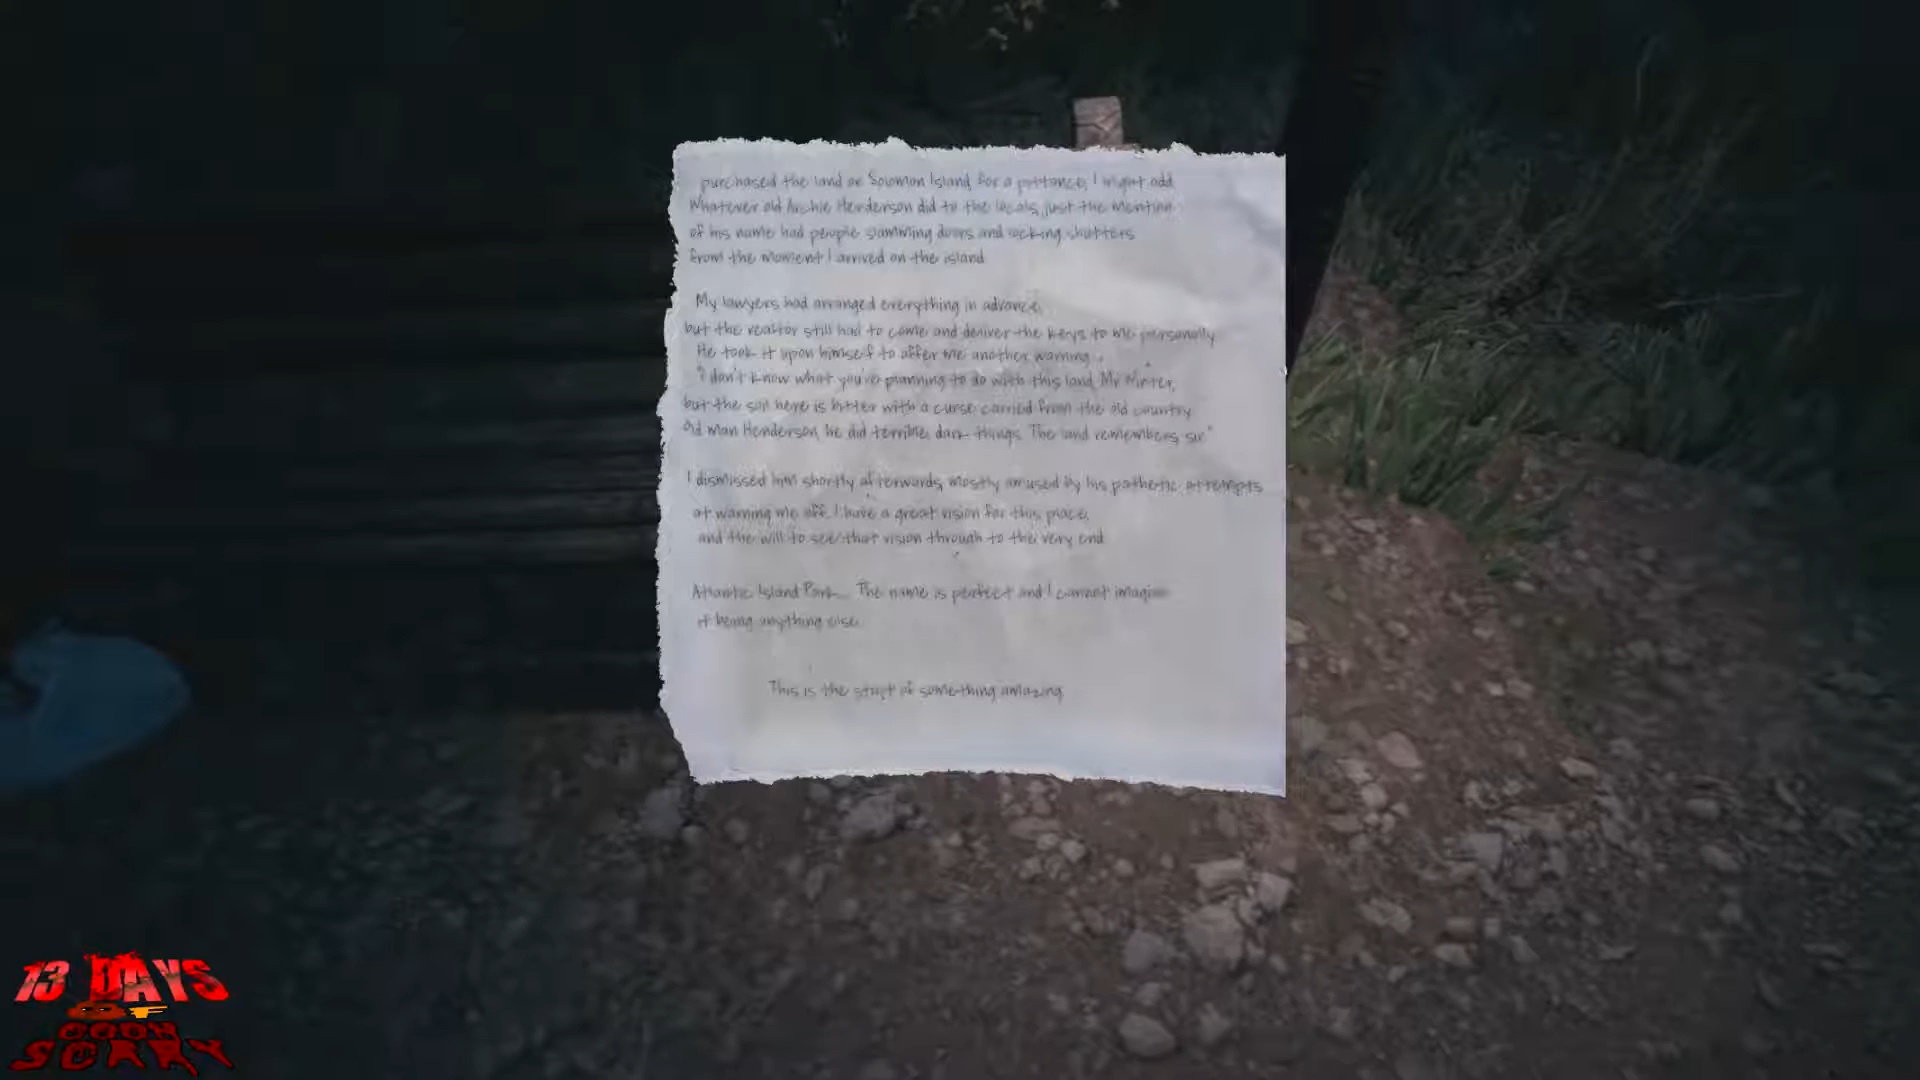 purchased the land on Solomon Island, for a pittance, I might add
Whatever old Archie Henderson did to the locals, just the mention
of his name had people slamming doors and locking shutters
from the moment I arrived on the island
My lawyers had arranged everything in advance,
but the realtor still had to come and deliver the keys to me personally
He took it upon himself to offer me another warning
"I don't know what you're planning to do with this land, Mr Winter,
but the soil here is bitter with a curse carried from the old country
Old man Henderson, he did terrible, dark things. The land remembers, sir"
I dismissed him shortly afterwards, mostly amused by his pathetic attempts
at warning me off. I have a great vision for this place,
and the will to see that vision through to the very end
Atlantic Island Park... The name is perfect and I cannot imagine
it being anything else
This is the start of something amazing
13 DAYS
OF
GOON
SCARRY